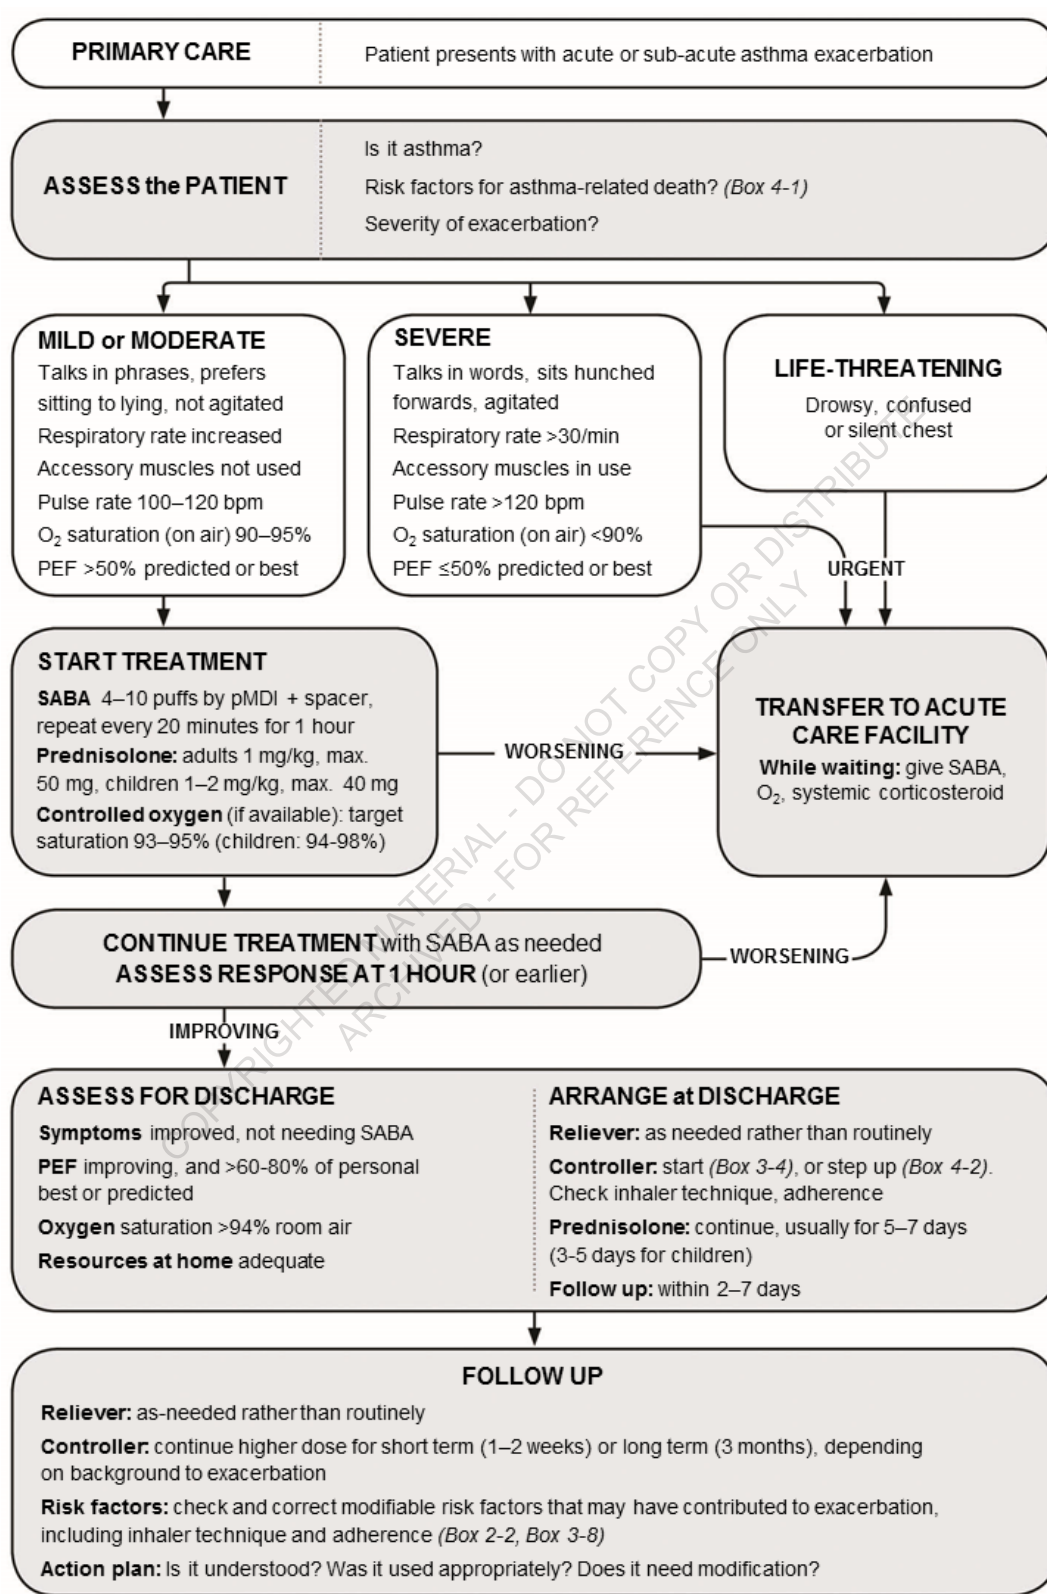 PRIMARY CARE
Patient presents with acute or sub-acute asthma exacerbation
ASSESS the PATIENT
Is it asthma?
Risk factors for asthma-related death? (Box 4-1)
Severity of exacerbation?
MILD or MODERATE
Talks in phrases, prefers
sitting to lying, not agitated
Respiratory rate increased
Accessory muscles not used
Pulse rate 100–120 bpm
O₂ saturation (on air) 90–95%
PEF >50% predicted or best
SEVERE
Talks in words, sits hunched
forwards, agitated
Respiratory rate >30/min
Accessory muscles in use
Pulse rate >120 bpm
O₂ saturation (on air) <90%
PEF ≤50% predicted or best
LIFE-THREATENING
Drowsy, confused
or silent chest
URGENT
START TREATMENT
SABA 4–10 puffs by pMDI + spacer,
repeat every 20 minutes for 1 hour
Prednisolone: adults 1 mg/kg, max.
50 mg, children 1–2 mg/kg, max. 40 mg
Controlled oxygen (if available): target
saturation 93–95% (children: 94-98%)
WORSENING
TRANSFER TO ACUTE
CARE FACILITY
While waiting: give SABA,
O₂, systemic corticosteroid
CONTINUE TREATMENT with SABA as needed
ASSESS RESPONSE AT 1 HOUR (or earlier)
WORSENING
IMPROVING
ASSESS FOR DISCHARGE
Symptoms improved, not needing SABA
PEF improving, and >60-80% of personal
best or predicted
Oxygen saturation >94% room air
Resources at home adequate
ARRANGE at DISCHARGE
Reliever: as needed rather than routinely
Controller: start (Box 3-4), or step up (Box 4-2).
Check inhaler technique, adherence
Prednisolone: continue, usually for 5–7 days
(3-5 days for children)
Follow up: within 2–7 days
FOLLOW UP
Reliever: as-needed rather than routinely
Controller: continue higher dose for short term (1–2 weeks) or long term (3 months), depending
on background to exacerbation
Risk factors: check and correct modifiable risk factors that may have contributed to exacerbation,
including inhaler technique and adherence (Box 2-2, Box 3-8)
Action plan: Is it understood? Was it used appropriately? Does it need modification?
COPYRIGHTED MATERIAL - DO NOT COPY OR DISTRIBUTE
ARCHIVED - FOR REFERENCE ONLY